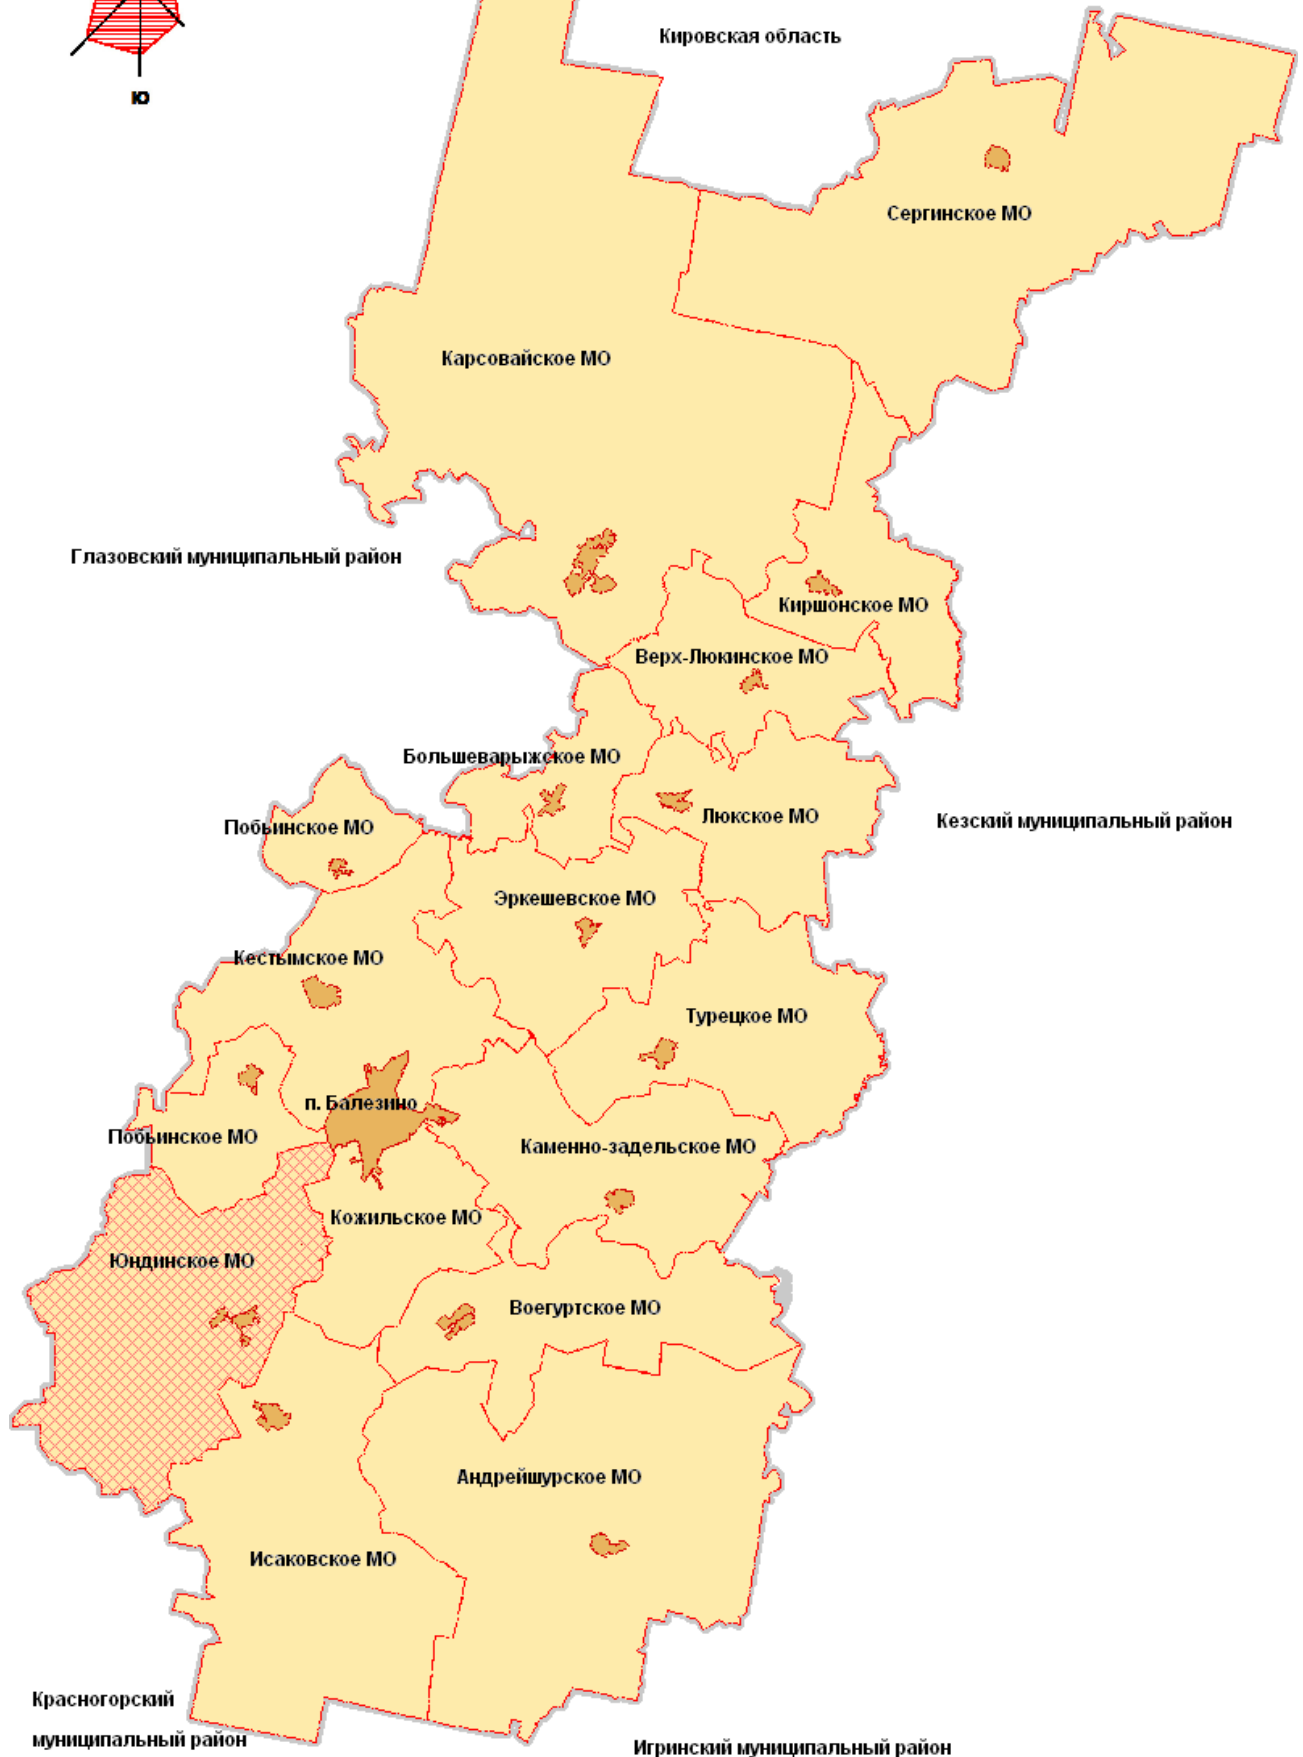 Кировская область
Ю
Сергинское МО
Карсовайское МО
Глазовский муниципальный район
Киршонское МО
Верх-Люкинское МО
Большеварыжское МО
Люкское МО
Кезский муниципальный район
Побьинское МО
Эркешевское МО
Кестымское МО
Турецкое МО
п. Балезино
Побьинское МО
Каменно-задельское МО
Кожильское МО
Юндинское МО
Воегуртское МО
Андрейшурское МО
Исаковское МО
Красногорский
муниципальный район
Игринский муниципальный район